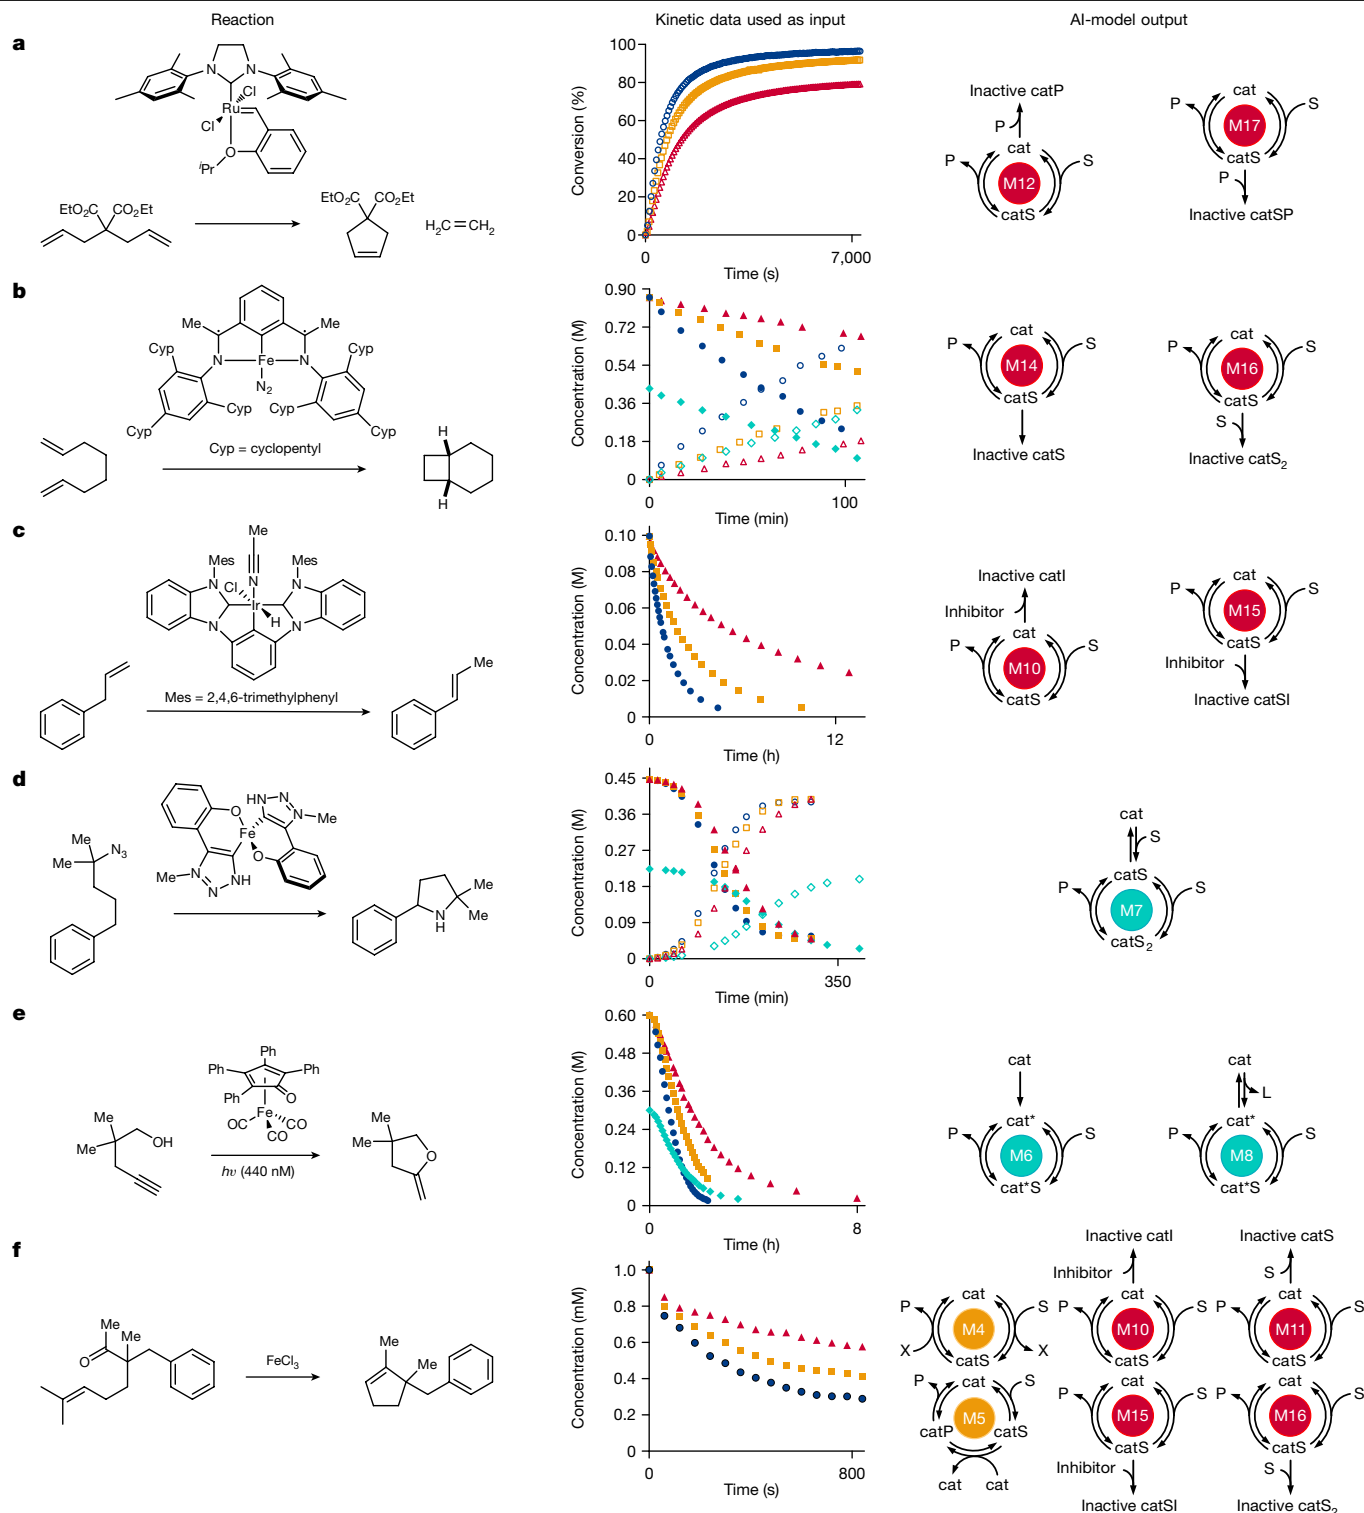 Reaction
Kinetic data used as input
AI-model output
a
N
N
Cl
Ru
Cl
O
iPr
EtO2C
CO2Et
EtO2C
CO2Et
H2C=CH2
Conversion (%)
100
80
60
40
20
0
0
7,000
Time (s)
Inactive catP
P
cat
P
S
M12
catS
cat
P
S
M17
catS
P
Inactive catSP
b
Me
Me
Cyp
Cyp
N
Fe
N
N2
Cyp
Cyp
Cyp
Cyp
Cyp = cyclopentyl
H
H
Concentration (M)
0.90
0.72
0.54
0.36
0.18
0
0
100
Time (min)
cat
P
S
M14
catS
Inactive catS
cat
P
S
M16
catS
S
Inactive catS2
c
Me
Mes
Mes
N
N
N
Cl
Ir
H
N
N
Mes = 2,4,6-trimethylphenyl
Me
Concentration (M)
0.10
0.08
0.06
0.04
0.02
0
0
12
Time (h)
Inactive catI
Inhibitor
cat
P
S
M10
catS
cat
P
S
M15
catS
Inhibitor
Inactive catSI
d
Me
N3
Me
HN
N
N
Me
O
Fe
O
Me
N
N
NH
N
Me
Me
N
H
Concentration (M)
0.45
0.36
0.27
0.18
0.09
0
0
350
Time (min)
cat
S
catS
P
S
M7
catS2
e
Ph
Ph
Ph
Ph
O
Fe
OC
CO
CO
Me
Me
OH
hν (440 nM)
Me
Me
O
Concentration (M)
0.60
0.48
0.36
0.24
0.12
0
0
8
Time (h)
cat
cat*
P
S
M6
cat*S
cat
L
cat*
P
S
M8
cat*S
f
Me
Me
O
Me
Me
FeCl3
Me
Me
Concentration (mM)
1.0
0.8
0.6
0.4
0.2
0
0
800
Time (s)
cat
P
S
M4
X
X
catS
P
cat
S
M5
catP
catS
cat
cat
Inactive catI
Inhibitor
cat
P
S
M10
catS
Inactive catS
S
cat
P
S
M11
catS
cat
P
S
M15
catS
Inhibitor
Inactive catSI
cat
P
S
M16
catS
S
Inactive catS2